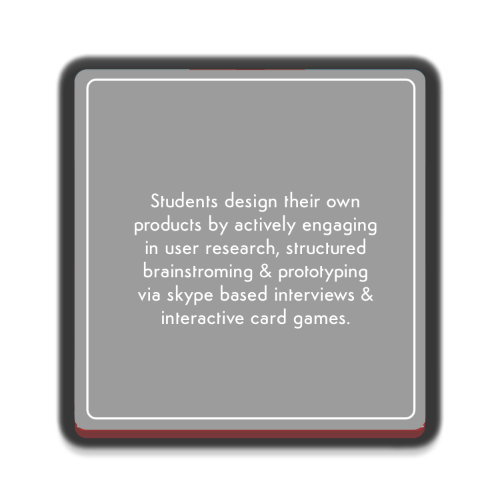 Students design their own
products by actively engaging
in user research, structured
brainstroming & prototyping
via skype based interviews &
interactive card games.